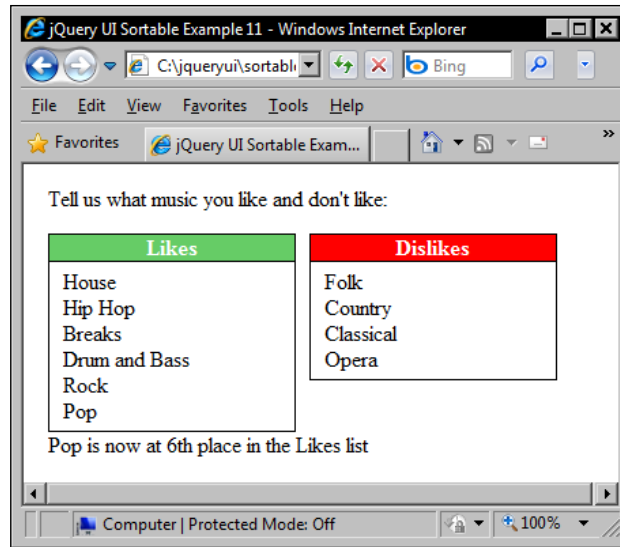 jQuery UI Sortable Example 11 - Windows Internet Explorer
C:\jqueryui\sortabl
Bing
File Edit View Favorites Tools Help
Favorites
jQuery UI Sortable Exam...
»
Tell us what music you like and don't like:
Likes
House
Hip Hop
Breaks
Drum and Bass
Rock
Pop
Dislikes
Folk
Country
Classical
Opera
Pop is now at 6th place in the Likes list
Computer | Protected Mode: Off
100%